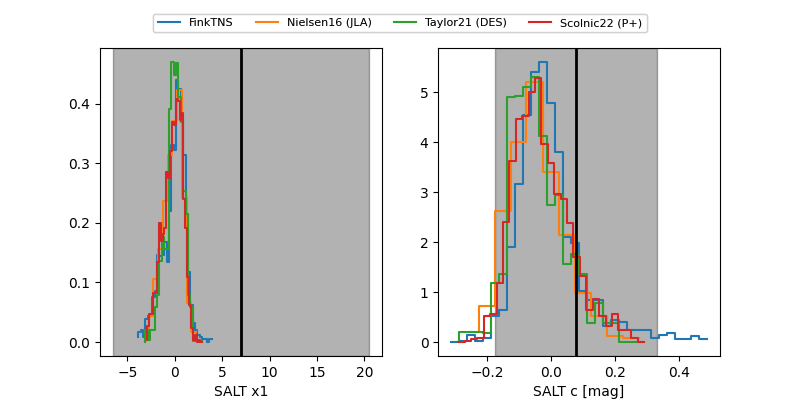 FinkTNS Nielsen16 (JLA) Taylor21 (DES) Scolnic22 (P+)
0.4
0.3
0.2
0.1
0.0
−5 0 5 10 15 20
SALT x1
5
4
3
2
1
0
−0.2 0.0 0.2 0.4
SALT c [mag]